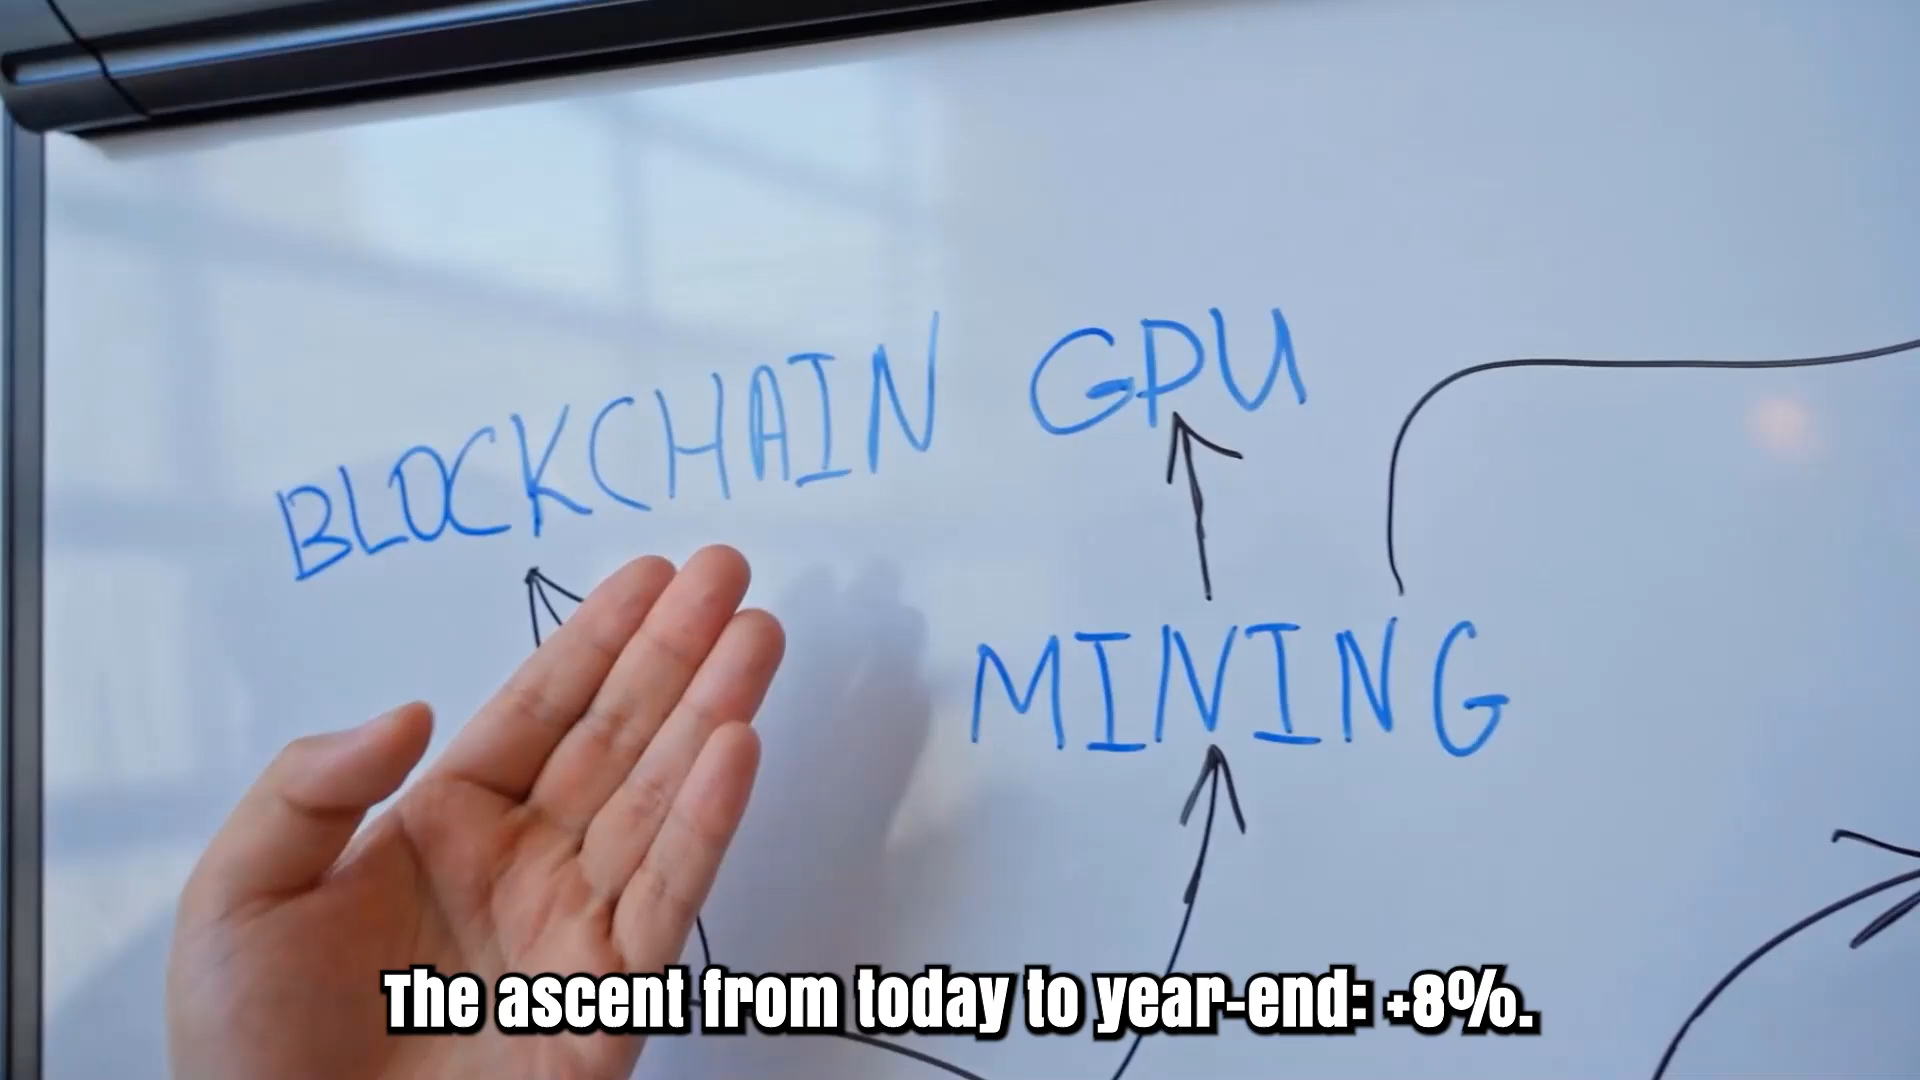 BLOCKCHAIN GPU
MINING
The ascent from today to year-end: +8%.